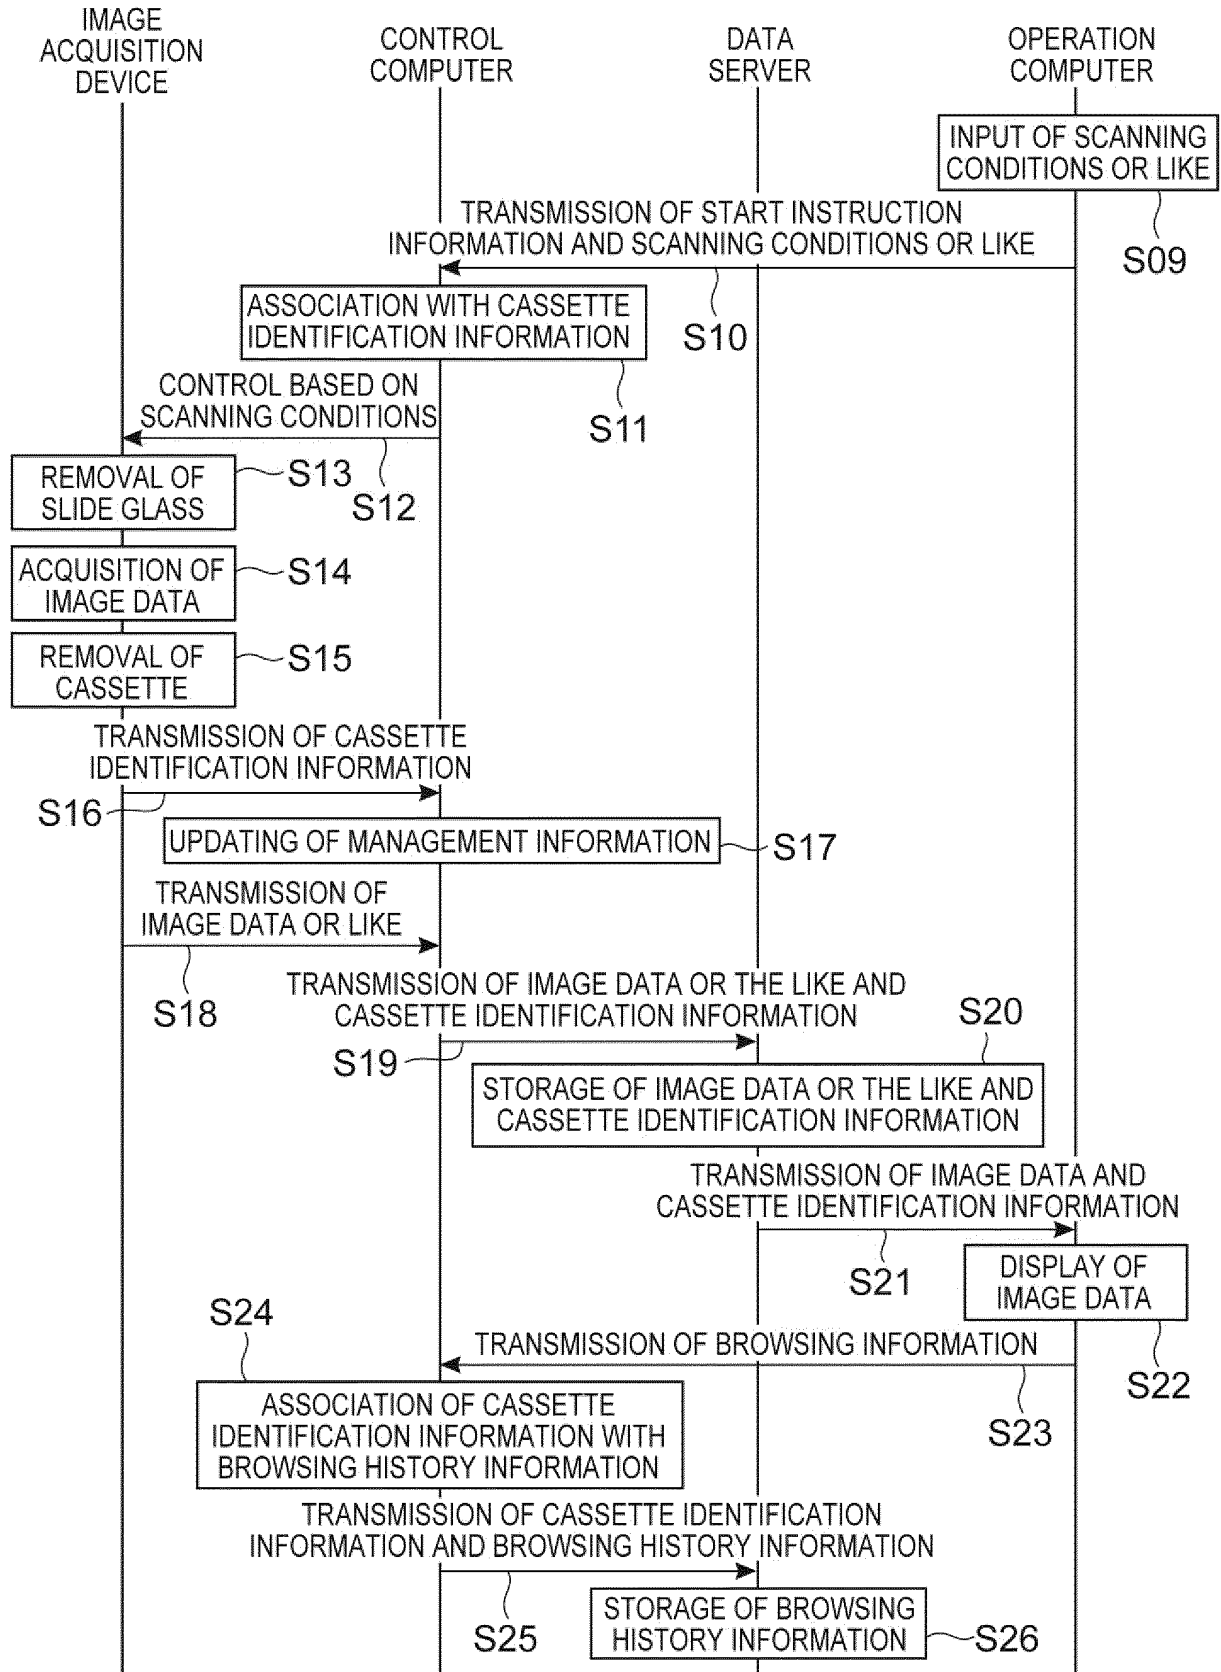 IMAGE
ACQUISITION
DEVICE
CONTROL
COMPUTER
DATA
SERVER
OPERATION
COMPUTER
INPUT OF SCANNING
CONDITIONS OR LIKE
S09
TRANSMISSION OF START INSTRUCTION
INFORMATION AND SCANNING CONDITIONS OR LIKE
S10
ASSOCIATION WITH CASSETTE
IDENTIFICATION INFORMATION
S11
CONTROL BASED ON
SCANNING CONDITIONS
S12
REMOVAL OF
SLIDE GLASS
S13
ACQUISITION OF
IMAGE DATA
S14
REMOVAL OF
CASSETTE
S15
TRANSMISSION OF CASSETTE
IDENTIFICATION INFORMATION
S16
UPDATING OF MANAGEMENT INFORMATION
S17
TRANSMISSION OF
IMAGE DATA OR LIKE
S18
TRANSMISSION OF IMAGE DATA OR THE LIKE AND
CASSETTE IDENTIFICATION INFORMATION
S19
S20
STORAGE OF IMAGE DATA OR THE LIKE AND
CASSETTE IDENTIFICATION INFORMATION
TRANSMISSION OF IMAGE DATA AND
CASSETTE IDENTIFICATION INFORMATION
S21
DISPLAY OF
IMAGE DATA
S22
TRANSMISSION OF BROWSING INFORMATION
S23
S24
ASSOCIATION OF CASSETTE
IDENTIFICATION INFORMATION WITH
BROWSING HISTORY INFORMATION
TRANSMISSION OF CASSETTE IDENTIFICATION
INFORMATION AND BROWSING HISTORY INFORMATION
S25
STORAGE OF BROWSING
HISTORY INFORMATION
S26